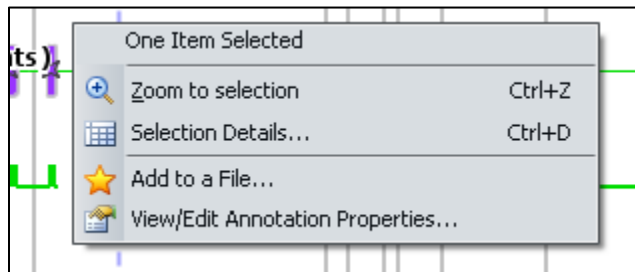 One Item Selected
its )
Zoom to selection Ctrl+Z
Selection Details... Ctrl+D
Add to a File...
View/Edit Annotation Properties...